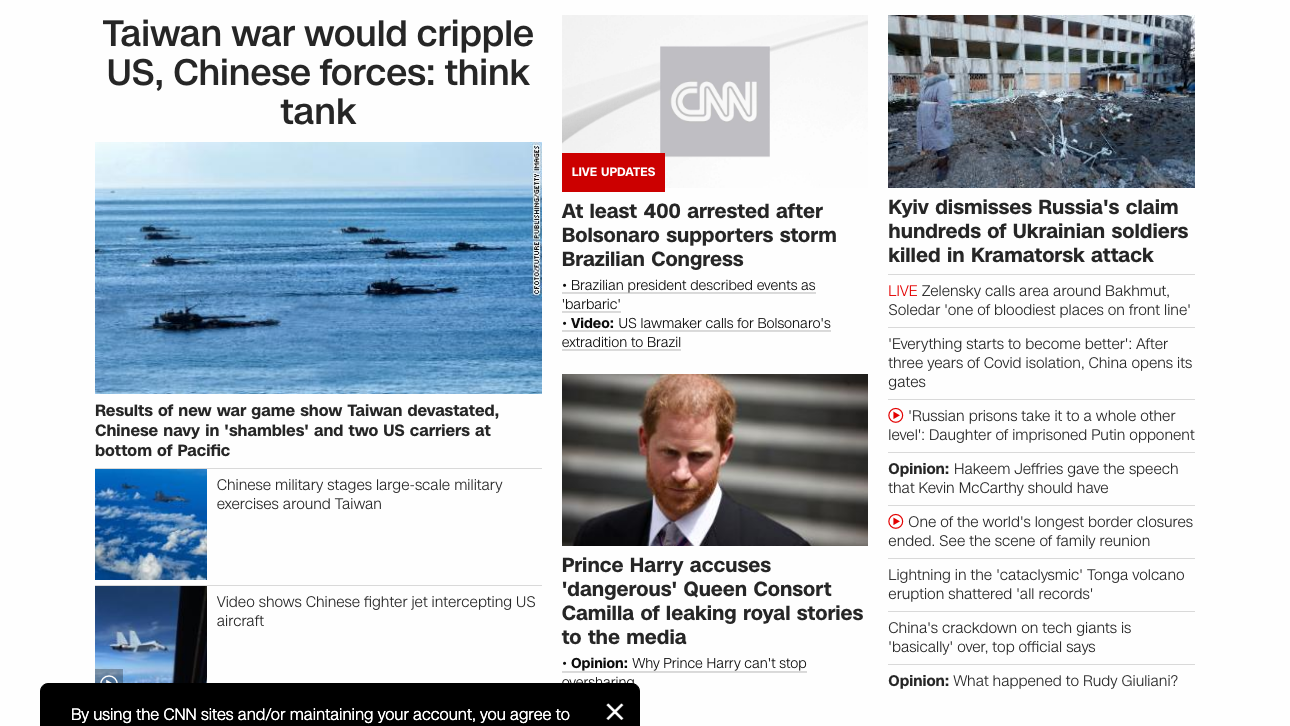 Taiwan war would cripple
US, Chinese forces: think
tank
CFOTO/FUTURE PUBLISHING/GETTY IMAGES
Results of new war game show Taiwan devastated,
Chinese navy in 'shambles' and two US carriers at
bottom of Pacific
Chinese military stages large-scale military
exercises around Taiwan
Video shows Chinese fighter jet intercepting US
aircraft
CNN
LIVE UPDATES
At least 400 arrested after
Bolsonaro supporters storm
Brazilian Congress
• Brazilian president described events as
'barbaric'
• Video: US lawmaker calls for Bolsonaro's
extradition to Brazil
Prince Harry accuses
'dangerous' Queen Consort
Camilla of leaking royal stories
to the media
• Opinion: Why Prince Harry can't stop
oversharing
Kyiv dismisses Russia's claim
hundreds of Ukrainian soldiers
killed in Kramatorsk attack
LIVE Zelensky calls area around Bakhmut,
Soledar 'one of bloodiest places on front line'
'Everything starts to become better': After
three years of Covid isolation, China opens its
gates
'Russian prisons take it to a whole other
level': Daughter of imprisoned Putin opponent
Opinion: Hakeem Jeffries gave the speech
that Kevin McCarthy should have
One of the world's longest border closures
ended. See the scene of family reunion
Lightning in the 'cataclysmic' Tonga volcano
eruption shattered 'all records'
China's crackdown on tech giants is
'basically' over, top official says
Opinion: What happened to Rudy Giuliani?
By using the CNN sites and/or maintaining your account, you agree to